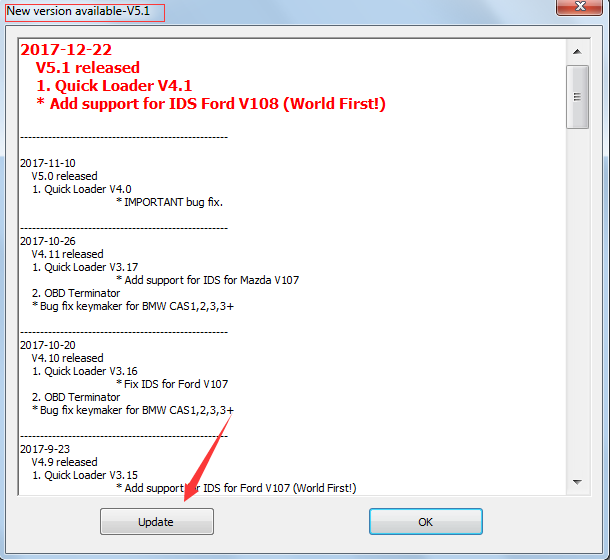 New version available-V5.1
2017-12-22
V5.1 released
1. Quick Loader V4.1
* Add support for IDS Ford V108 (World First!)
----------------------------------------------------
2017-11-10
V5.0 released
1. Quick Loader V4.0
* IMPORTANT bug fix.
----------------------------------------------------
2017-10-26
V4.11 released
1. Quick Loader V3.17
* Add support for IDS for Mazda V107
2. OBD Terminator
* Bug fix keymaker for BMW CAS1,2,3,3+
----------------------------------------------------
2017-10-20
V4.10 released
1. Quick Loader V3.16
* Fix IDS for Ford V107
2. OBD Terminator
* Bug fix keymaker for BMW CAS1,2,3,3+
----------------------------------------------------
2017-9-23
V4.9 released
1. Quick Loader V3.15
* Add support for IDS for Ford V107 (World First!)
Update
OK